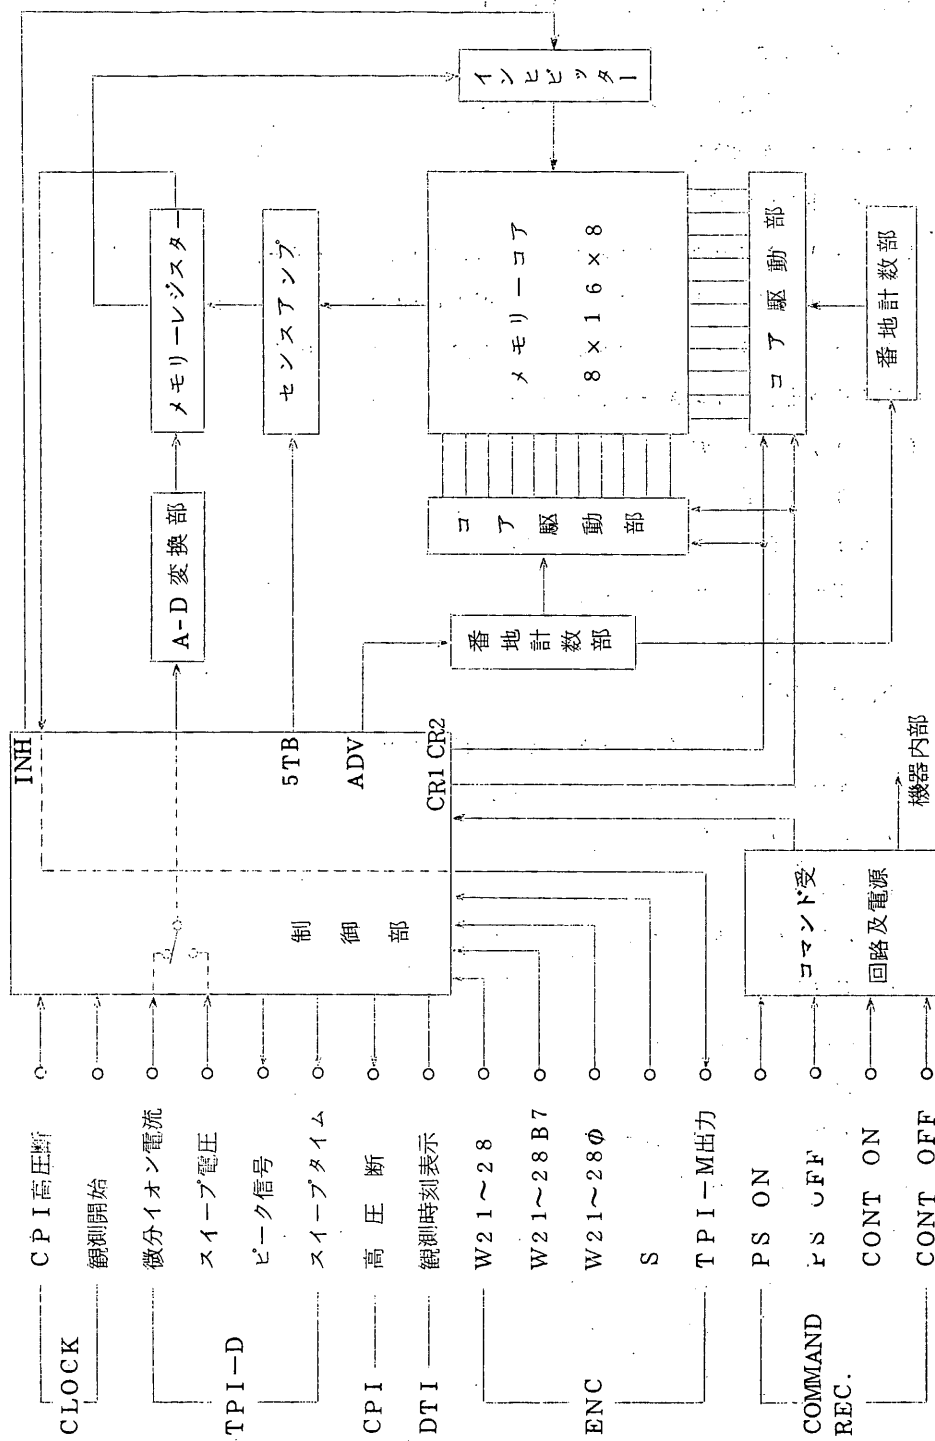 CLOCK
CPI高圧断
観測開始
TPI-D
微分イオン電流
スイープ電圧
ピーク信号
スイープタイム
CPI
高圧断
DTI
観測時刻表示
ENC
W21~28
W21~28B7
W21~28φ
S
TPI-M出力
COMMAND
REC.
PS ON
PS OFF
CONT ON
CONT OFF
制御部
INH
5TB
ADV
CR1 CR2
コマンド受
回路及電源
機器内部
A-D変換部
メモリーレジスター
センスアンプ
番地計数部
コア駆動部
メモリーコア
8×16×8
インヒビッター
コア駆動部
番地計数部